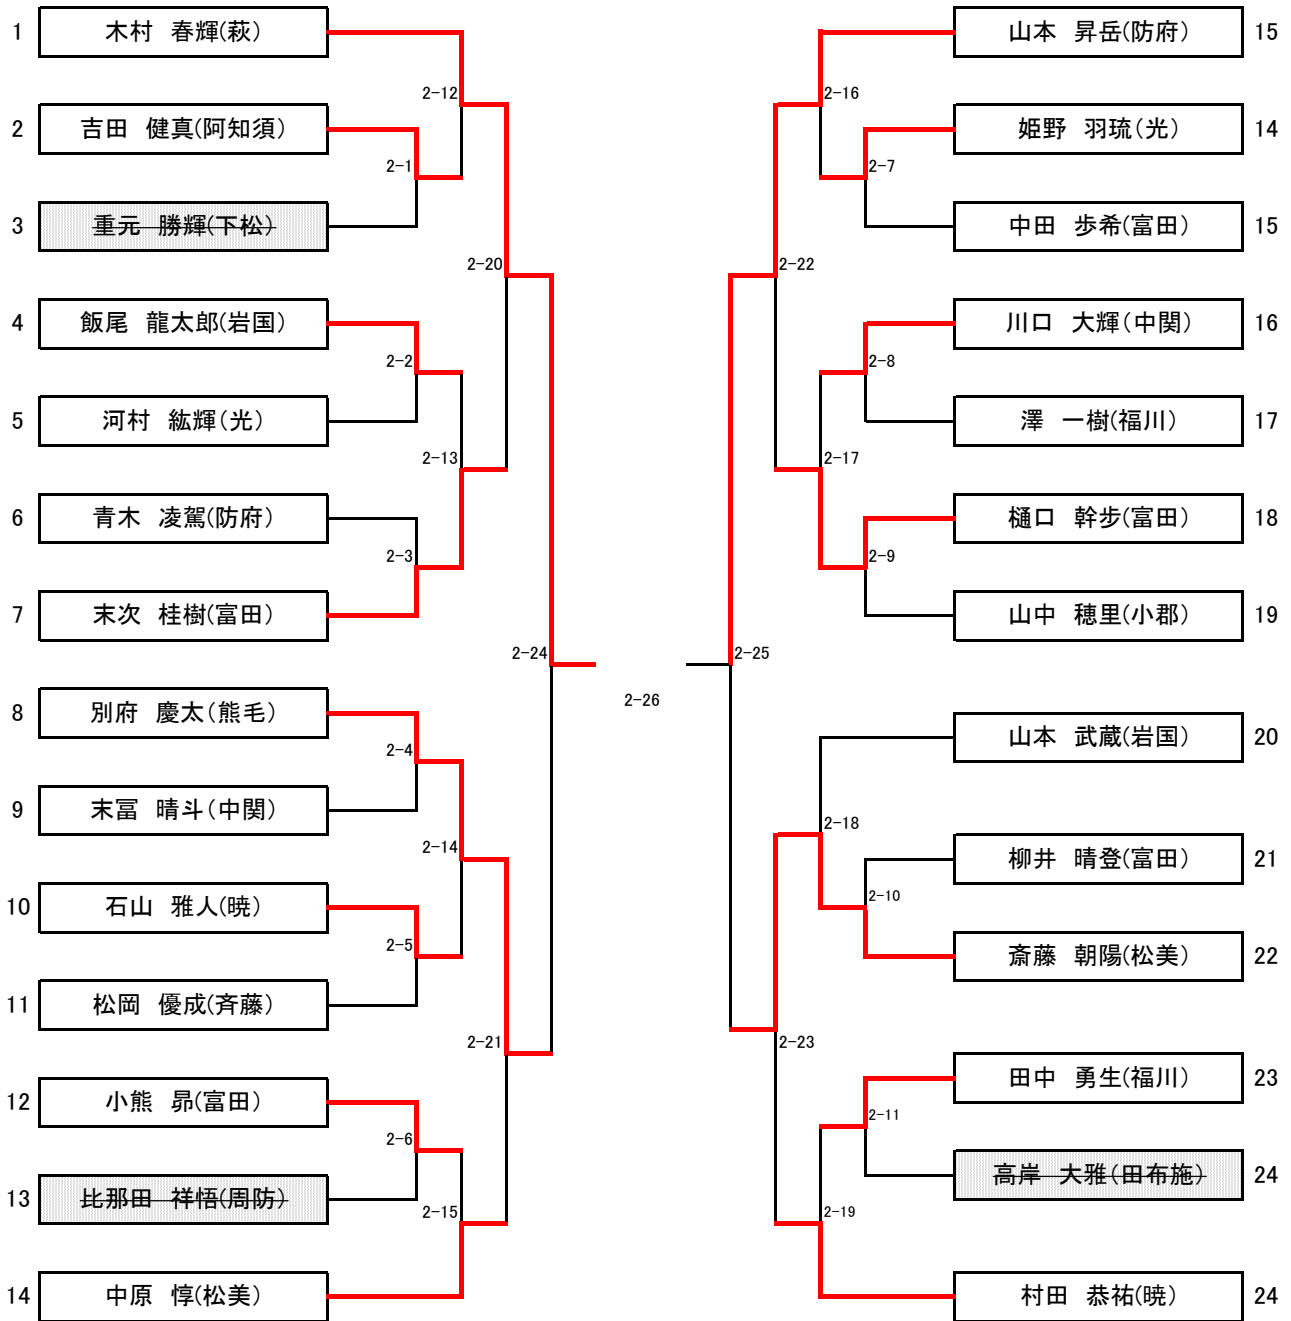 1 木村 春輝(萩)
2-12
2 吉田 健真(阿知須)
2-1
3 重元 勝輝(下松)
2-20
4 飯尾 龍太郎(岩国)
2-2
5 河村 紘輝(光)
2-13
6 青木 凌駕(防府)
2-3
7 末次 桂樹(富田)
2-24
8 別府 慶太(熊毛)
2-4
9 末冨 晴斗(中関)
2-14
10 石山 雅人(暁)
2-5
11 松岡 優成(斉藤)
2-21
12 小熊 昴(富田)
2-6
13 比那田 祥悟(周防)
2-15
14 中原 惇(松美)
2-26
山本 昇岳(防府) 15
2-16
姫野 羽琉(光) 14
2-7
中田 歩希(富田) 15
2-22
川口 大輝(中関) 16
2-8
澤 一樹(福川) 17
2-17
樋口 幹歩(富田) 18
2-9
山中 穂里(小郡) 19
2-25
山本 武蔵(岩国) 20
2-18
柳井 晴登(富田) 21
2-10
斎藤 朝陽(松美) 22
2-23
田中 勇生(福川) 23
2-11
高岸 大雅(田布施) 24
2-19
村田 恭祐(暁) 24